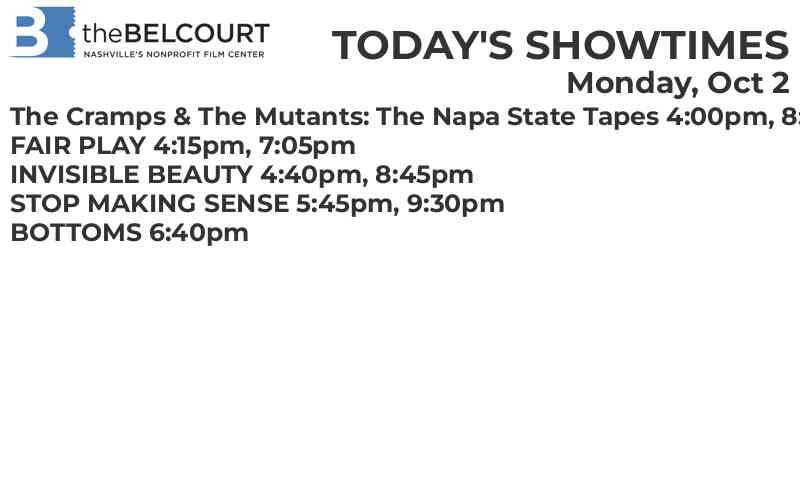 theBELCOURT
NASHVILLE'S NONPROFIT FILM CENTER
TODAY'S SHOWTIMES
Monday, Oct 2
The Cramps & The Mutants: The Napa State Tapes 4:00pm, 8:
FAIR PLAY 4:15pm, 7:05pm
INVISIBLE BEAUTY 4:40pm, 8:45pm
STOP MAKING SENSE 5:45pm, 9:30pm
BOTTOMS 6:40pm